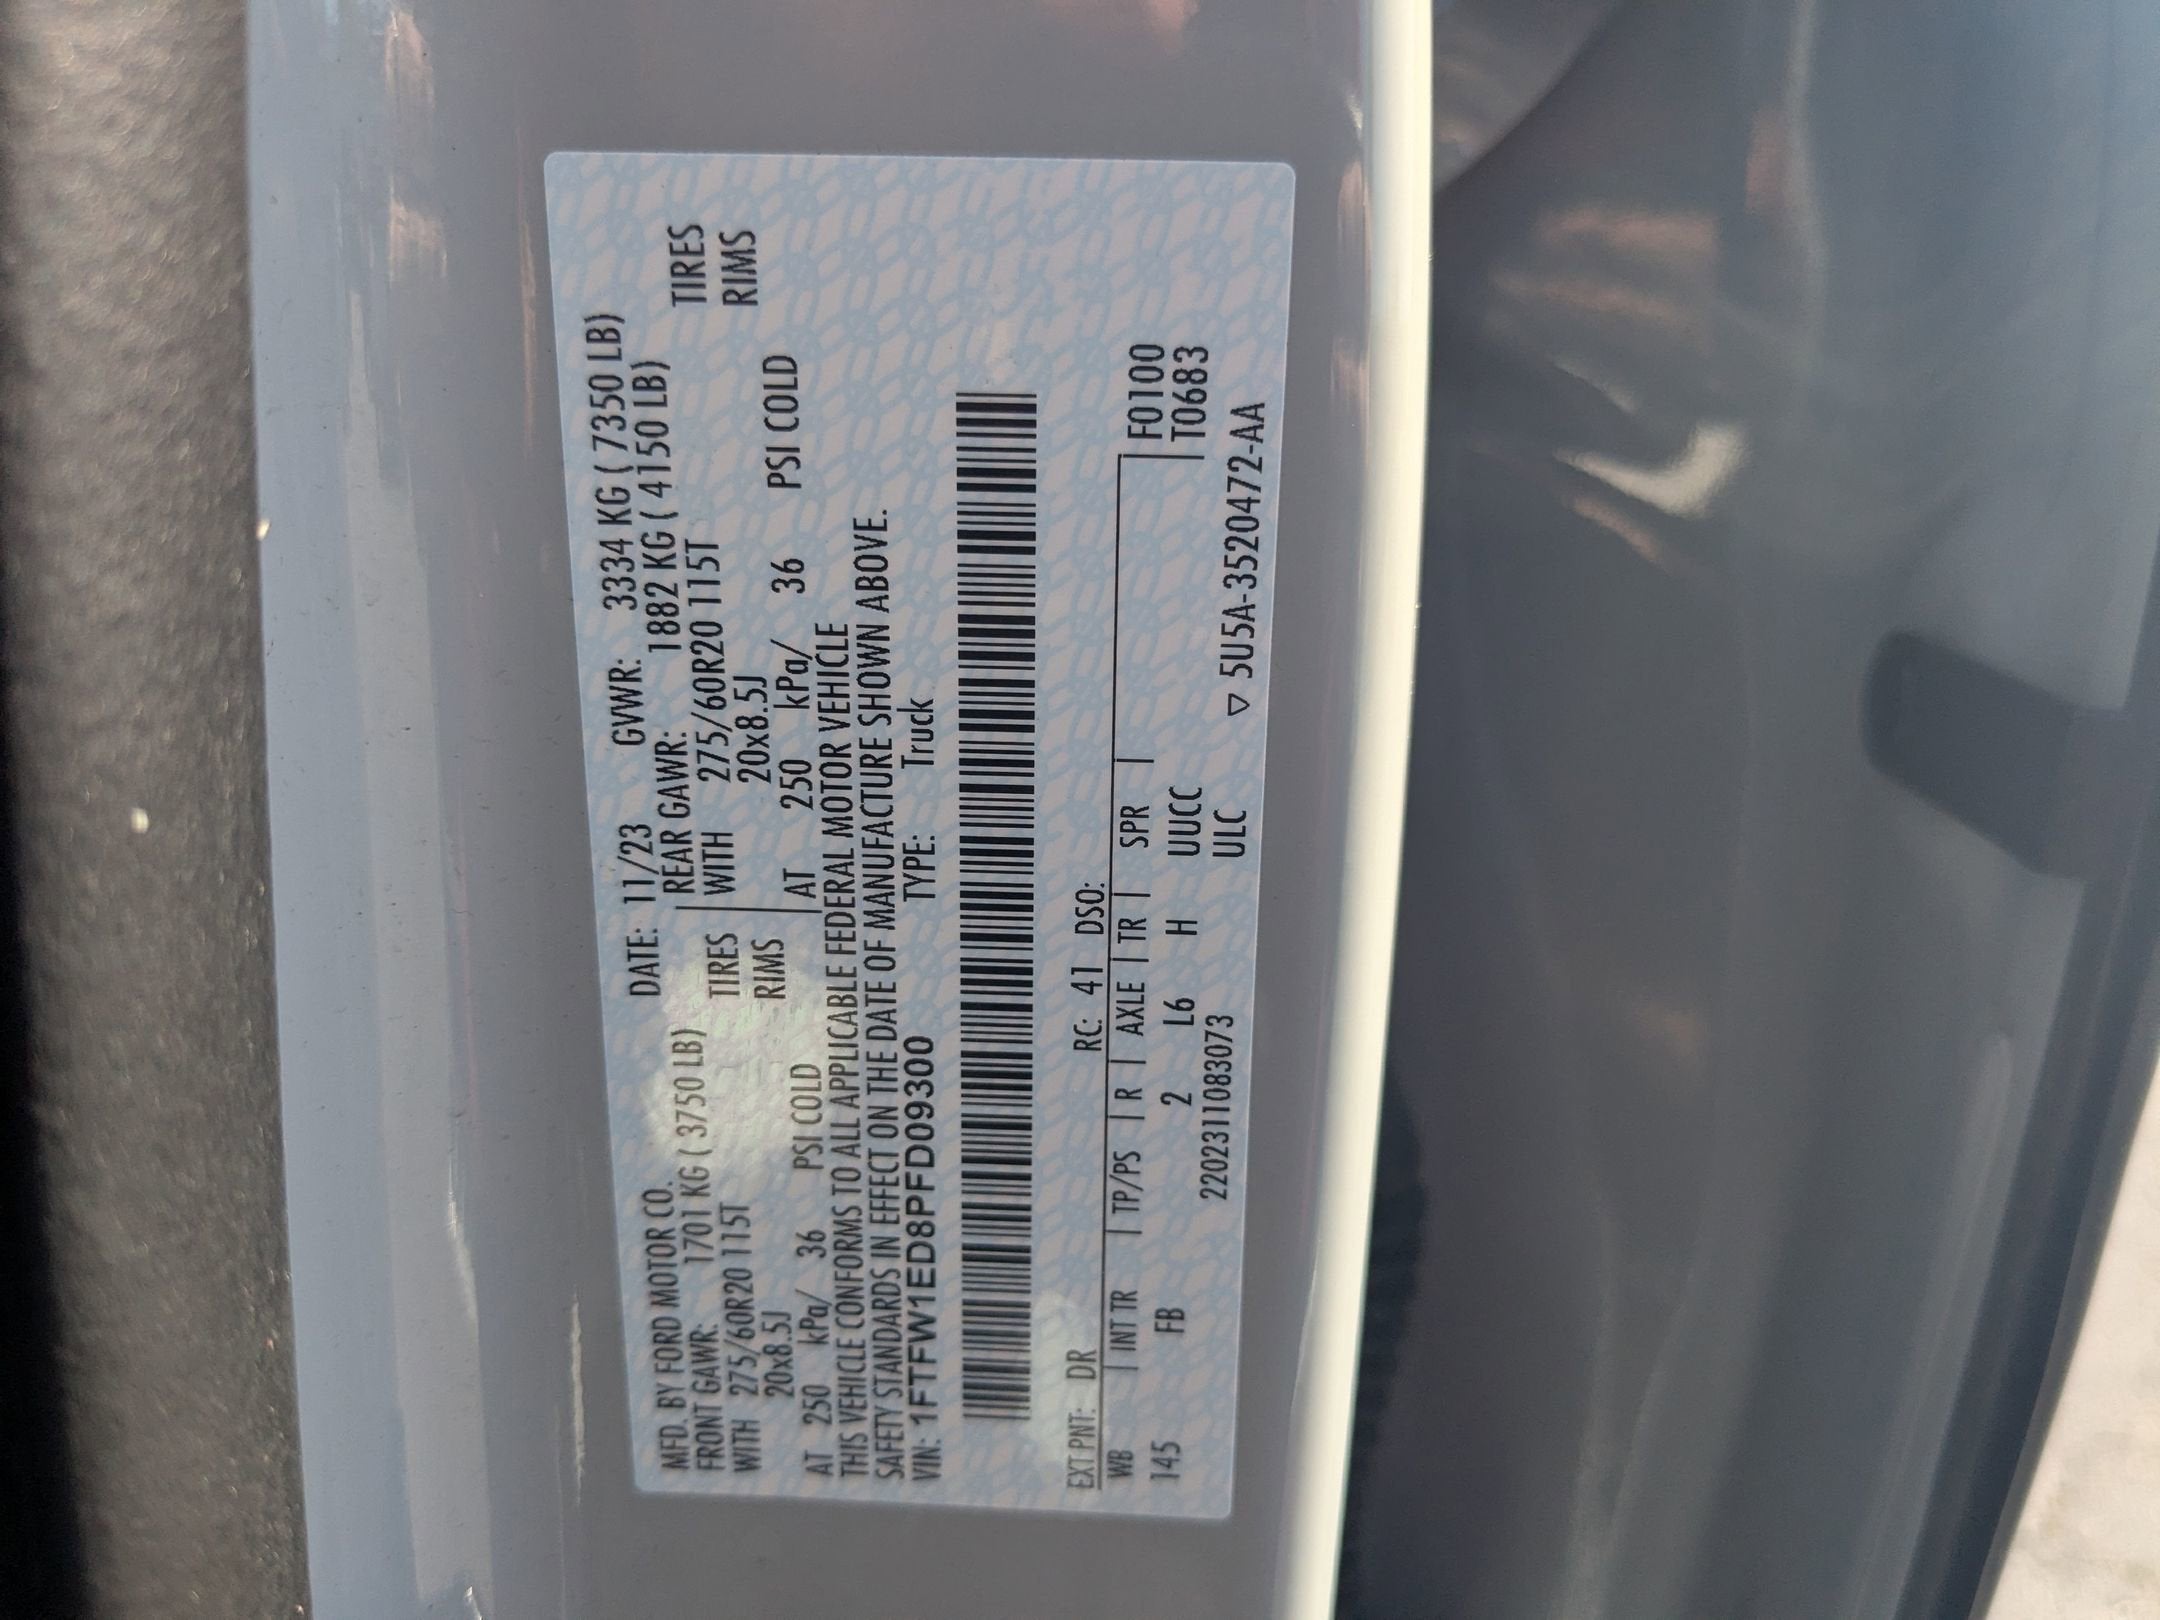 MFD. BY FORD MOTOR CO. DATE: 11/23 GVWR: 3334 KG ( 7350 LB)
FRONT GAWR: 1701 KG ( 3750 LB) REAR GAWR: 1882 KG ( 4150 LB)
WITH 275/60R20 115T TIRES WITH 275/60R20 115T TIRES
20x8.5J RIMS 20x8.5J RIMS
AT 250 kPa/ 36 PSI COLD AT 250 kPa/ 36 PSI COLD
THIS VEHICLE CONFORMS TO ALL APPLICABLE FEDERAL MOTOR VEHICLE
SAFETY STANDARDS IN EFFECT ON THE DATE OF MANUFACTURE SHOWN ABOVE.
VIN: 1FTFW1ED8PFD09300 TYPE: Truck
EXT PNT: DR RC: 41 DSO:
WB | INT TR | TP/PS | R | AXLE | TR | SPR | F0100
145 FB 2 L6 H UUCC T0683
2202311083073 ULC ▽ 5U5A-3520472-AA